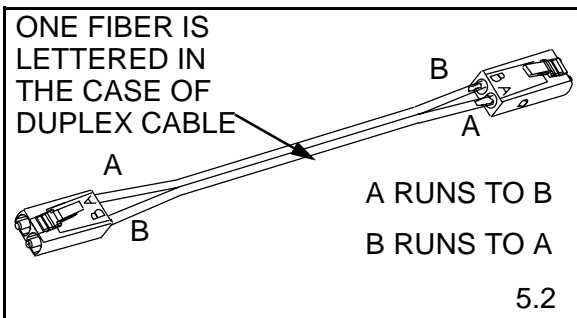 ONE FIBER IS
LETTERED IN
THE CASE OF
DUPLEX CABLE
B
B
A
A
A
A
B
B
A RUNS TO B
B RUNS TO A
5.2